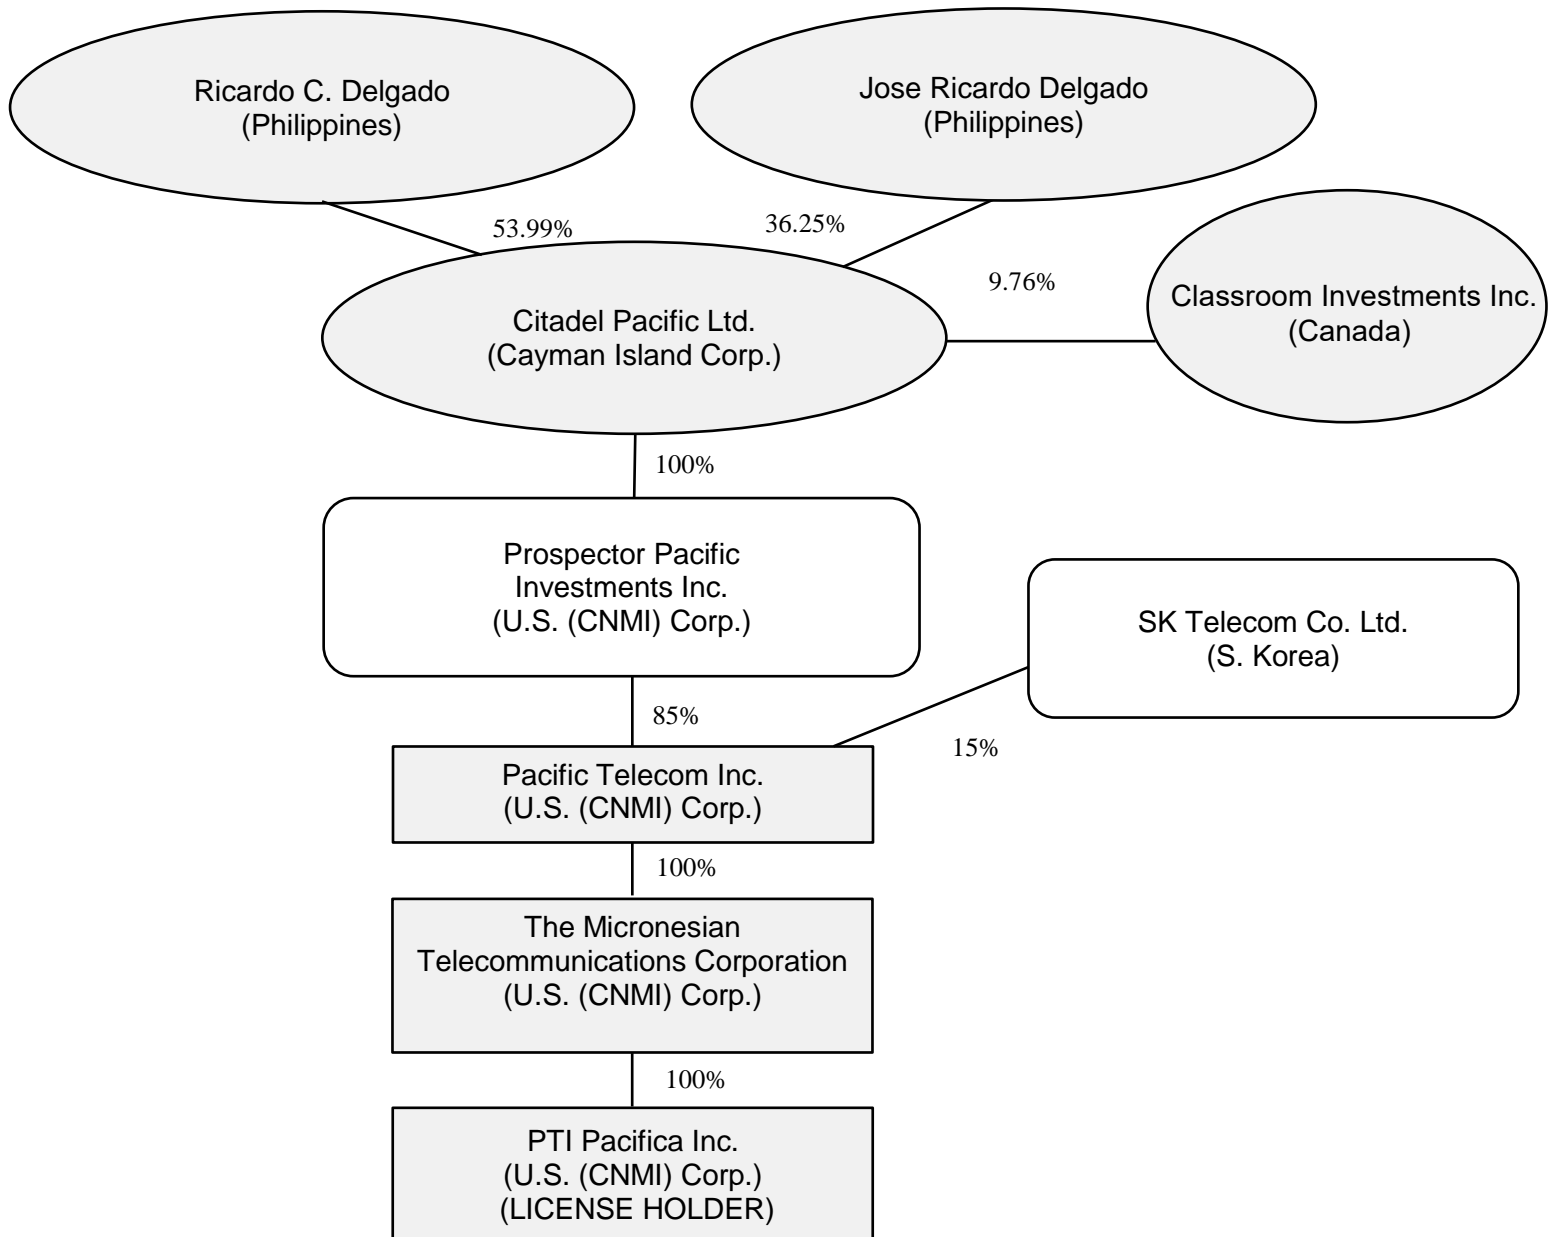 Ricardo C. Delgado
(Philippines)
Jose Ricardo Delgado
(Philippines)
53.99%
36.25%
9.76%
Classroom Investments Inc.
(Canada)
Citadel Pacific Ltd.
(Cayman Island Corp.)
100%
Prospector Pacific
Investments Inc.
(U.S. (CNMI) Corp.)
SK Telecom Co. Ltd.
(S. Korea)
85%
15%
Pacific Telecom Inc.
(U.S. (CNMI) Corp.)
100%
The Micronesian
Telecommunications Corporation
(U.S. (CNMI) Corp.)
100%
PTI Pacifica Inc.
(U.S. (CNMI) Corp.)
(LICENSE HOLDER)